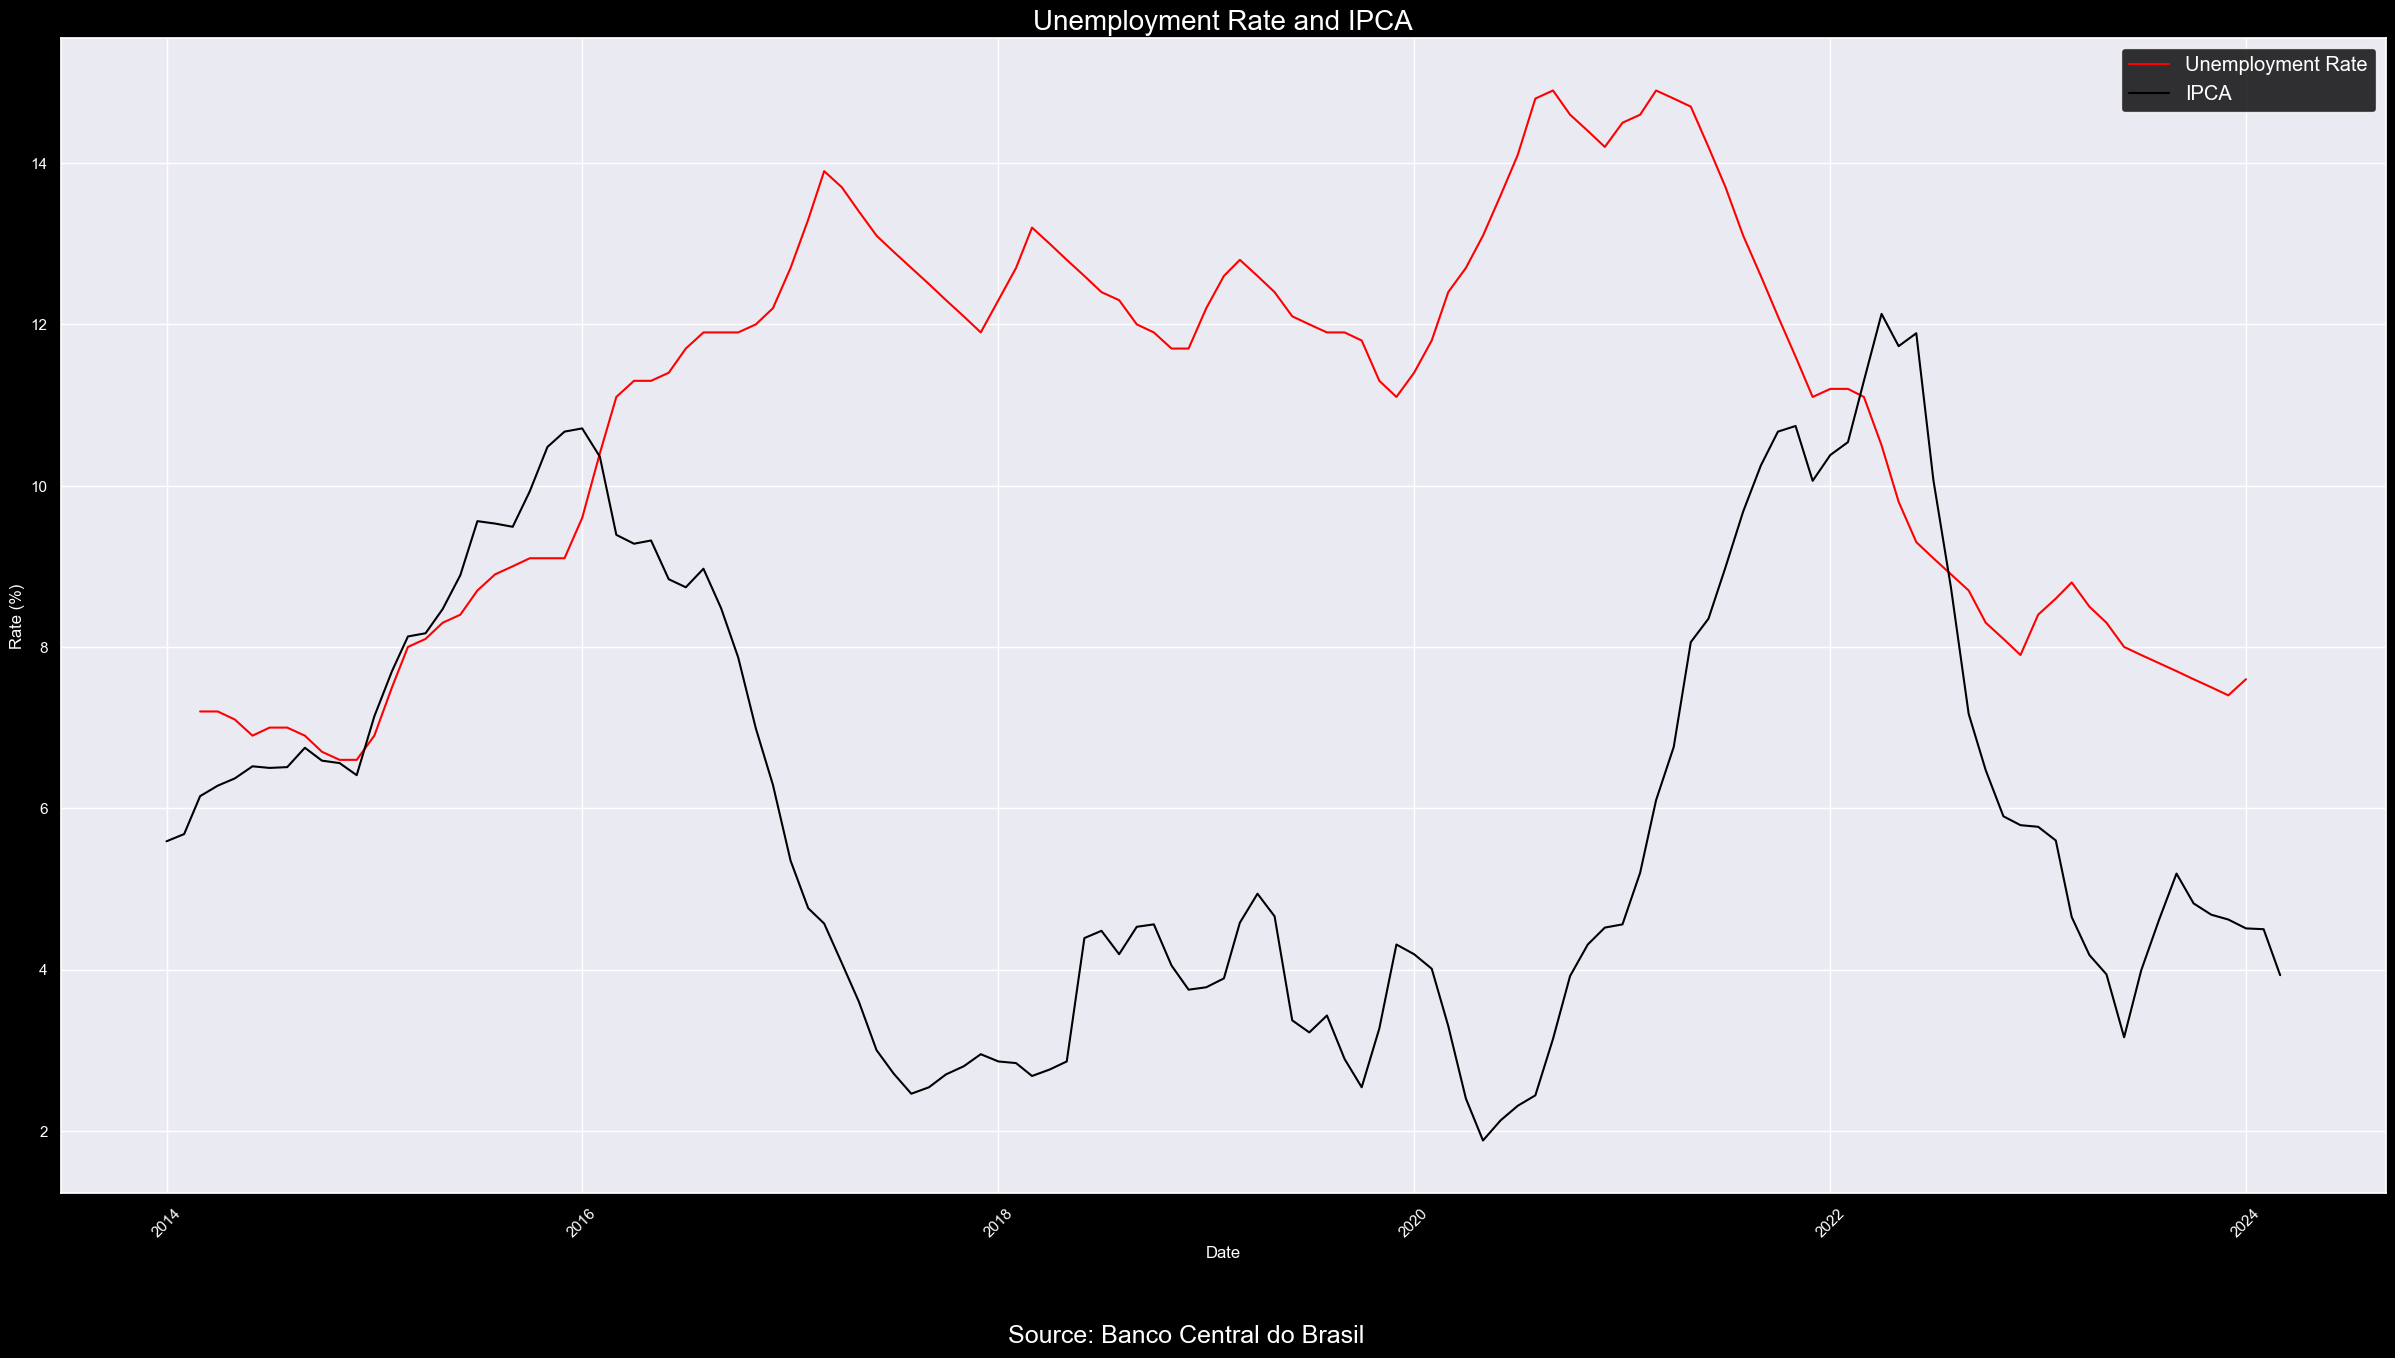 Unemployment Rate and IPCA
Unemployment Rate
IPCA
14
12
10
8
6
4
2
Rate (%)
2014
2016
2018
2020
2022
2024
Date
Source: Banco Central do Brasil